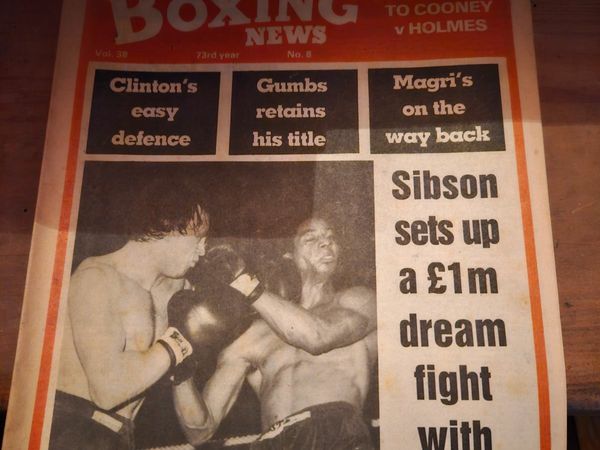 BOXING
NEWS
TO COONEY
v HOLMES
Vol. 38 73rd year No. 8
Clinton's
easy
defence
Gumbs
retains
his title
Magri's
on the
way back
Sibson
sets up
a £1m
dream
fight
with